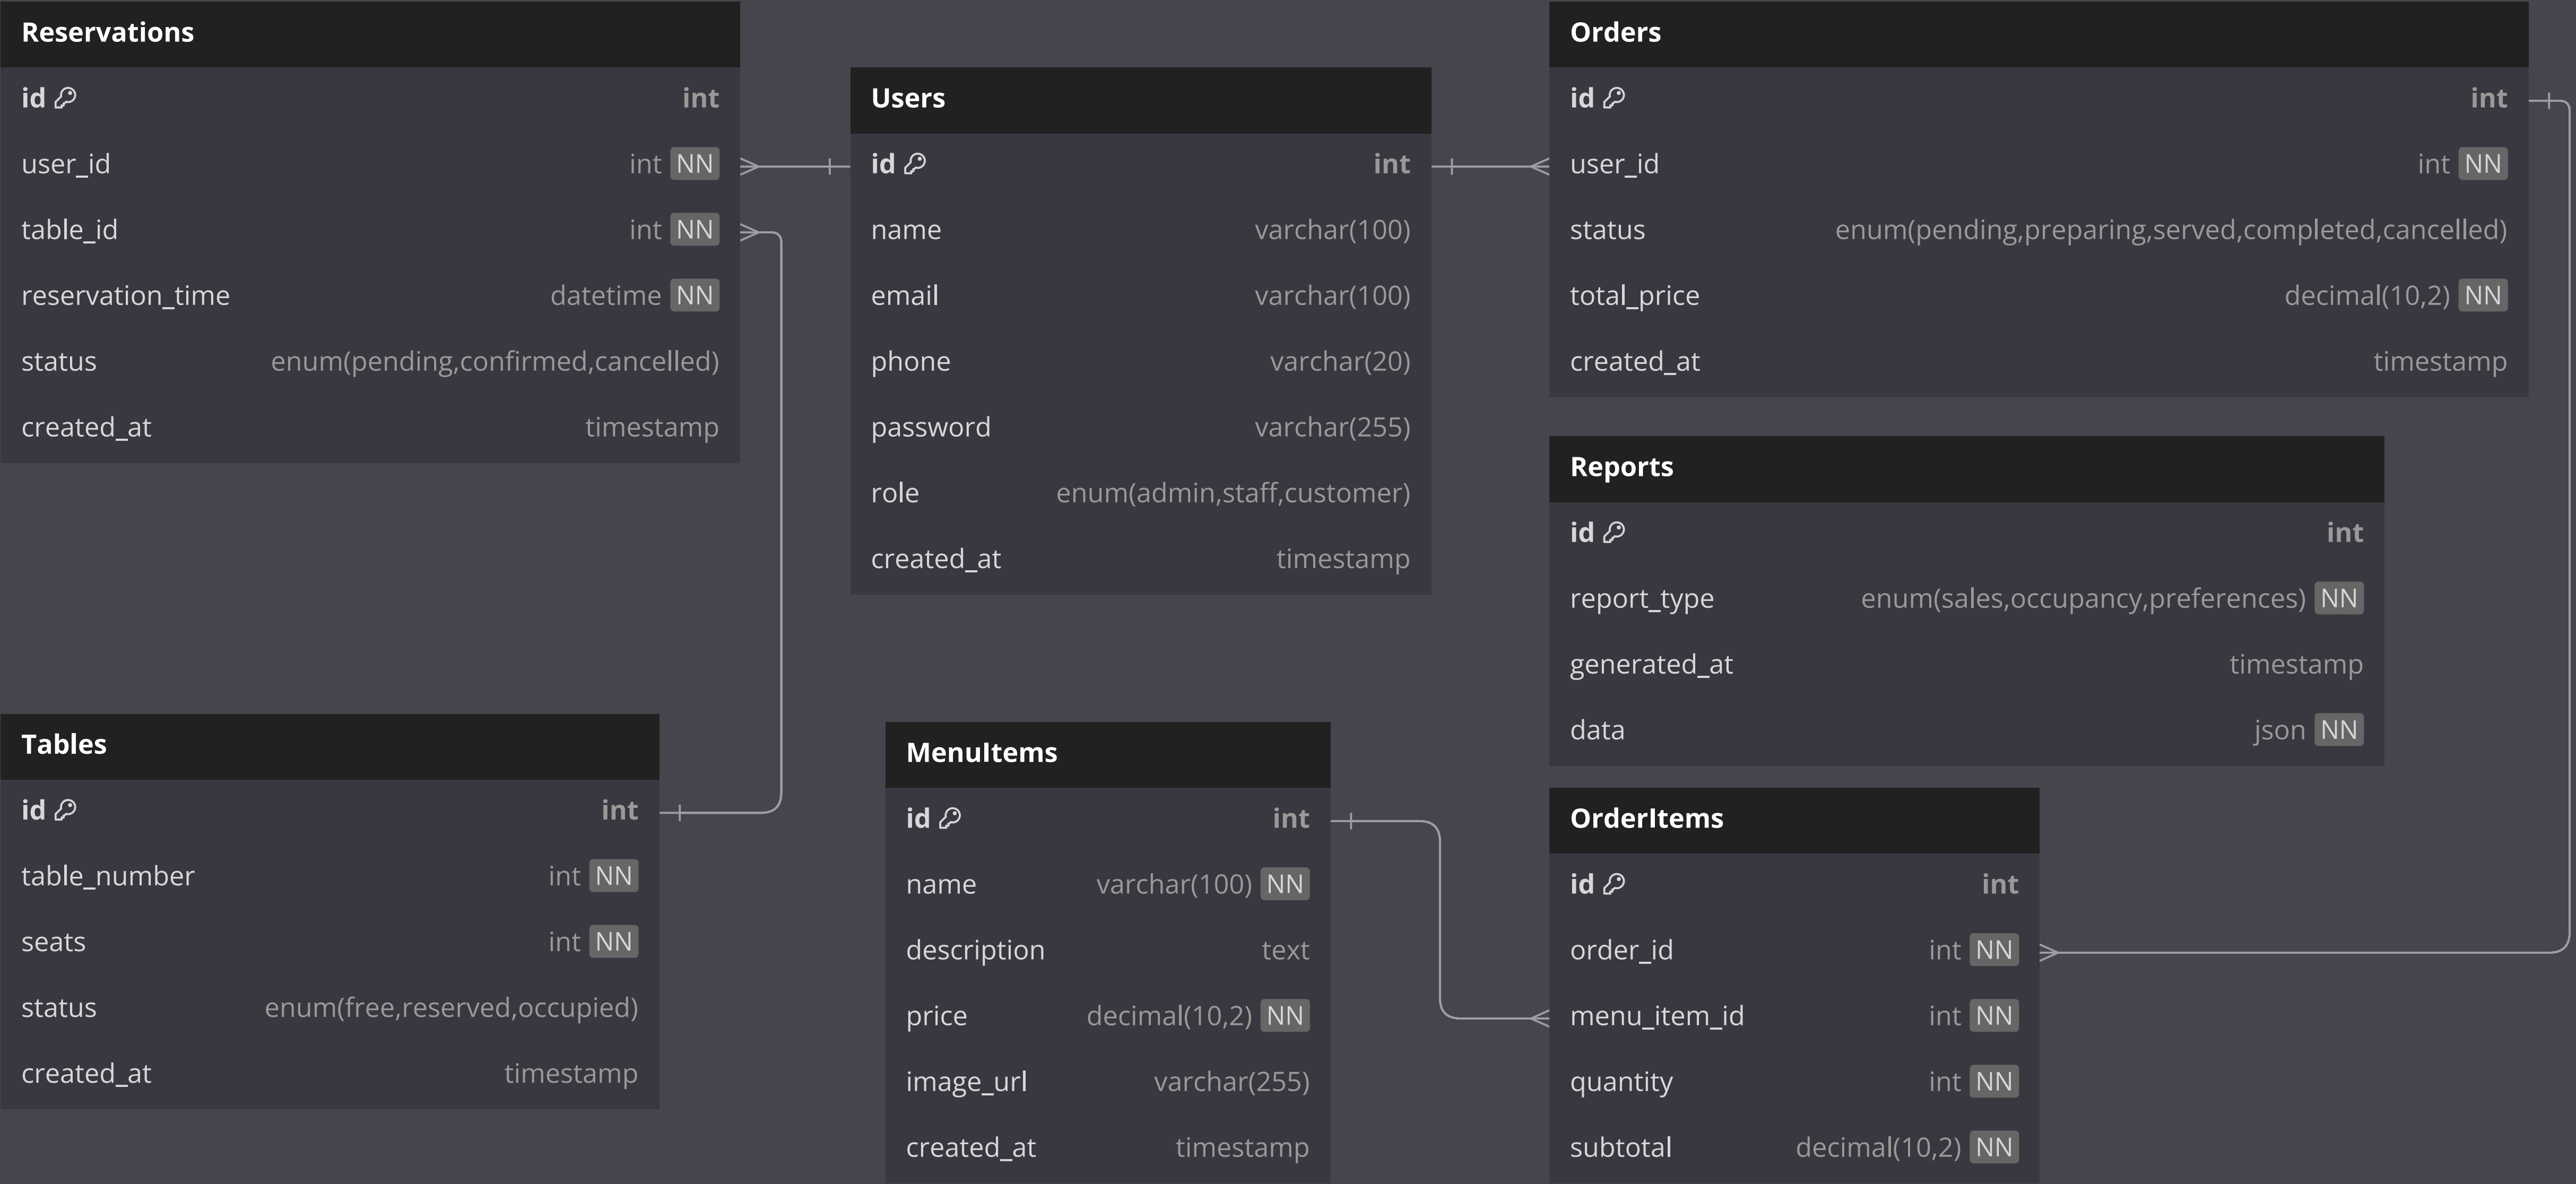 Reservations
id int
user_id int NN
table_id int NN
reservation_time datetime NN
status enum(pending,confirmed,cancelled)
created_at timestamp
Users
id int
name varchar(100)
email varchar(100)
phone varchar(20)
password varchar(255)
role enum(admin,staff,customer)
created_at timestamp
Orders
id int
user_id int NN
status enum(pending,preparing,served,completed,cancelled)
total_price decimal(10,2) NN
created_at timestamp
Reports
id int
report_type enum(sales,occupancy,preferences) NN
generated_at timestamp
data json NN
Tables
id int
table_number int NN
seats int NN
status enum(free,reserved,occupied)
created_at timestamp
MenuItems
id int
name varchar(100) NN
description text
price decimal(10,2) NN
image_url varchar(255)
created_at timestamp
OrderItems
id int
order_id int NN
menu_item_id int NN
quantity int NN
subtotal decimal(10,2) NN